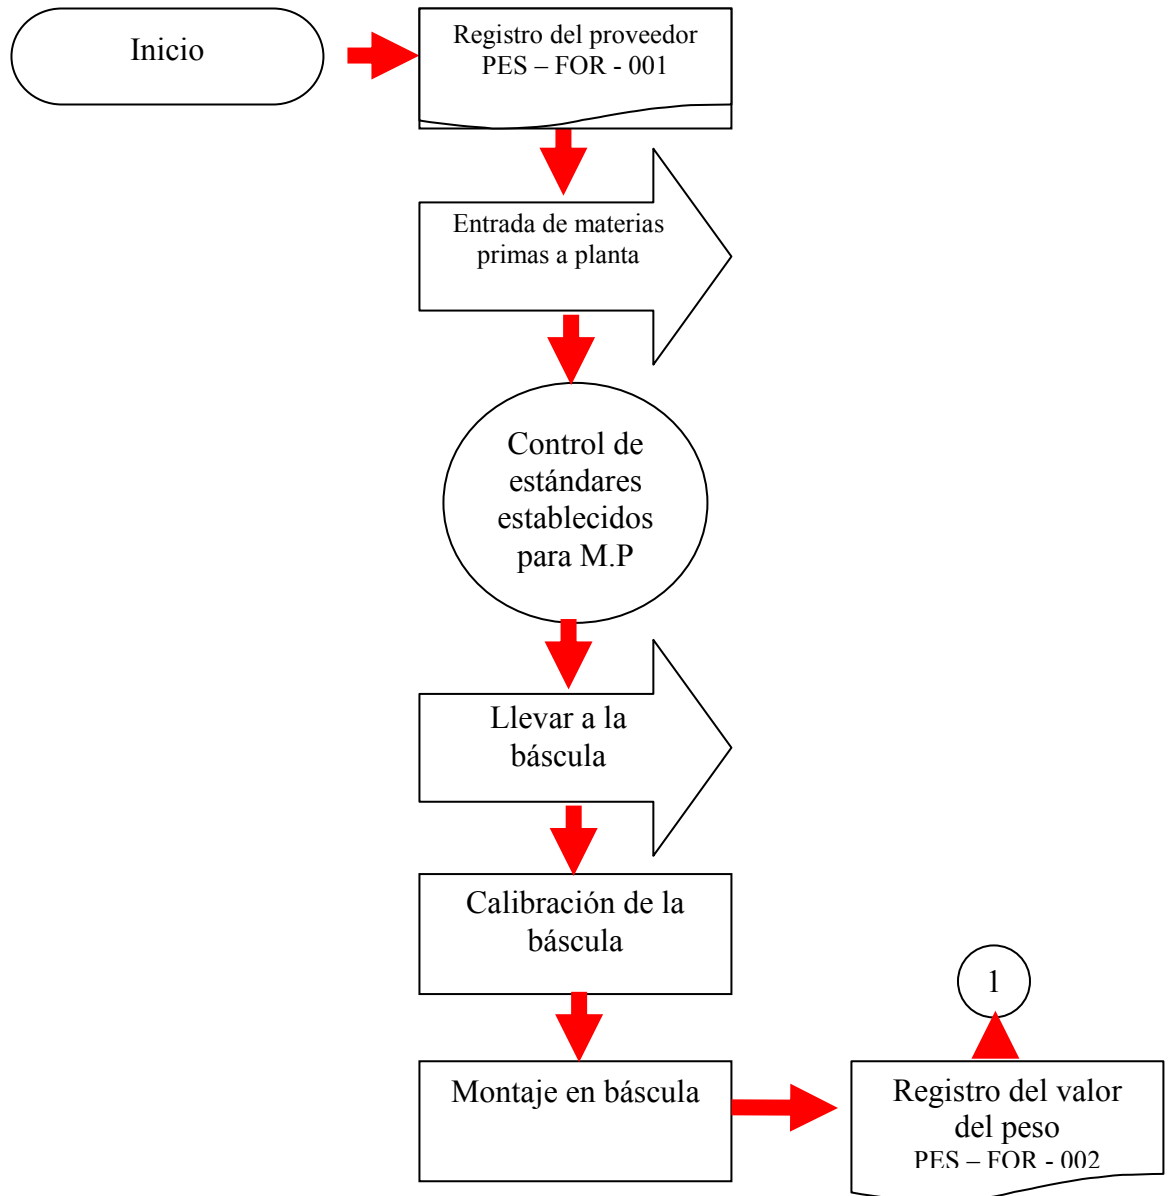 Inicio
Registro del proveedor
PES – FOR - 001
Entrada de materias
primas a planta
Control de
estándares
establecidos
para M.P
Llevar a la
báscula
Calibración de la
báscula
Montaje en báscula
Registro del valor
del peso
PES – FOR - 002
1